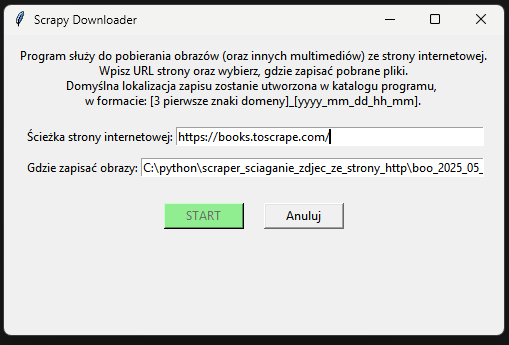 Scrapy Downloader
Program służy do pobierania obrazów (oraz innych multimediów) ze strony internetowej.
Wpisz URL strony oraz wybierz, gdzie zapisać pobrane pliki.
Domyślna lokalizacja zapisu zostanie utworzona w katalogu programu,
w formacie: [3 pierwsze znaki domeny]_[yyyy_mm_dd_hh_mm].
Ścieżka strony internetowej: https://books.toscrape.com/
Gdzie zapisać obrazy: C:\python\scraper_sciaganie_zdjec_ze_strony_http\boo_2025_05_
START Anuluj